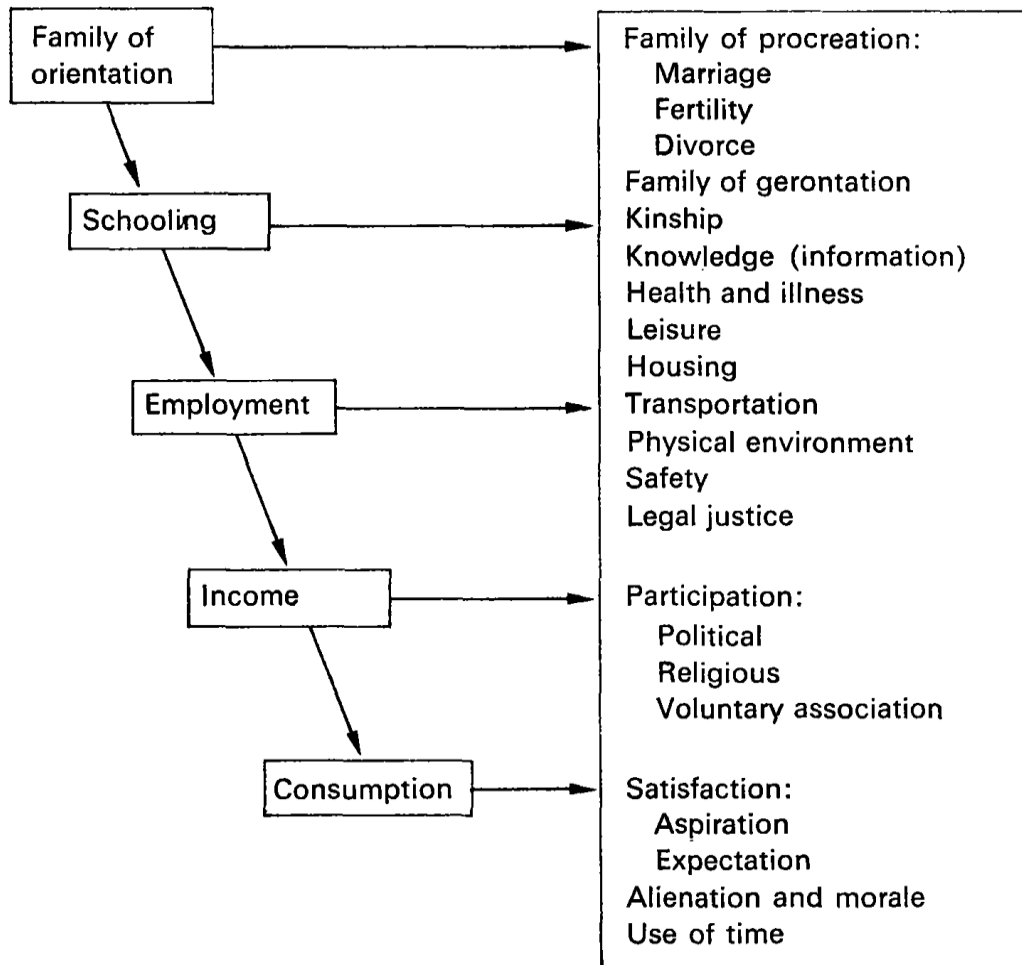 Family of
orientation
Schooling
Employment
Income
Consumption
Family of procreation:
Marriage
Fertility
Divorce
Family of gerontation
Kinship
Knowledge (information)
Health and illness
Leisure
Housing
Transportation
Physical environment
Safety
Legal justice
Participation:
Political
Religious
Voluntary association
Satisfaction:
Aspiration
Expectation
Alienation and morale
Use of time